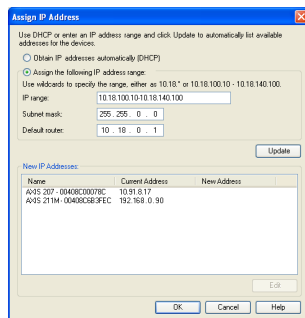 Assign IP Address
Use DHCP or enter an IP address range and click Update to automatically list available
addresses for the devices.
Obtain IP addresses automatically (DHCP)
Assign the following IP address range:
Use wildcards to specify the range, either as 10.18.* or 10.18.100.10 - 10.18.140.100.
IP range: 10.18.100.10-10.18.140.100
Subnet mask: 255 . 255 . 0 . 0
Default router: 10 . 18 . 0 . 1
Update
New IP Addresses:
Name Current Address New Address
AXIS 207 - 00408C00078C 10.91.8.17
AXIS 211M - 00408C6B3FEC 192.168.0.90
Edit
OK Cancel Help